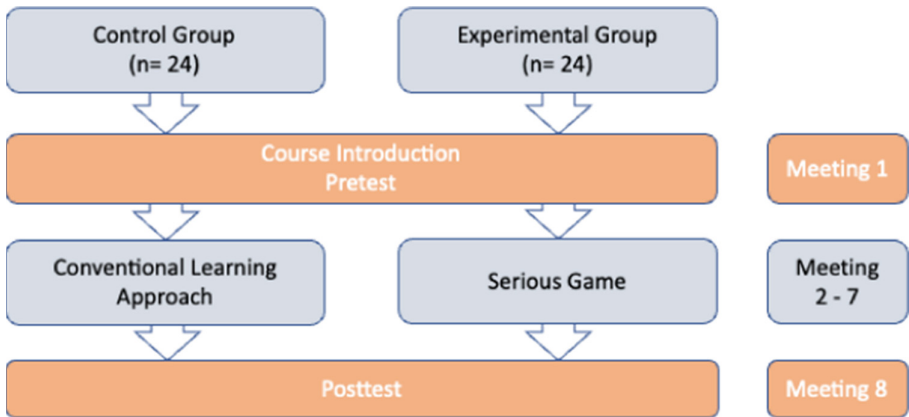 Control Group
(n= 24)
Experimental Group
(n= 24)
Course Introduction
Pretest
Meeting 1
Conventional Learning
Approach
Serious Game
Meeting
2 - 7
Posttest
Meeting 8